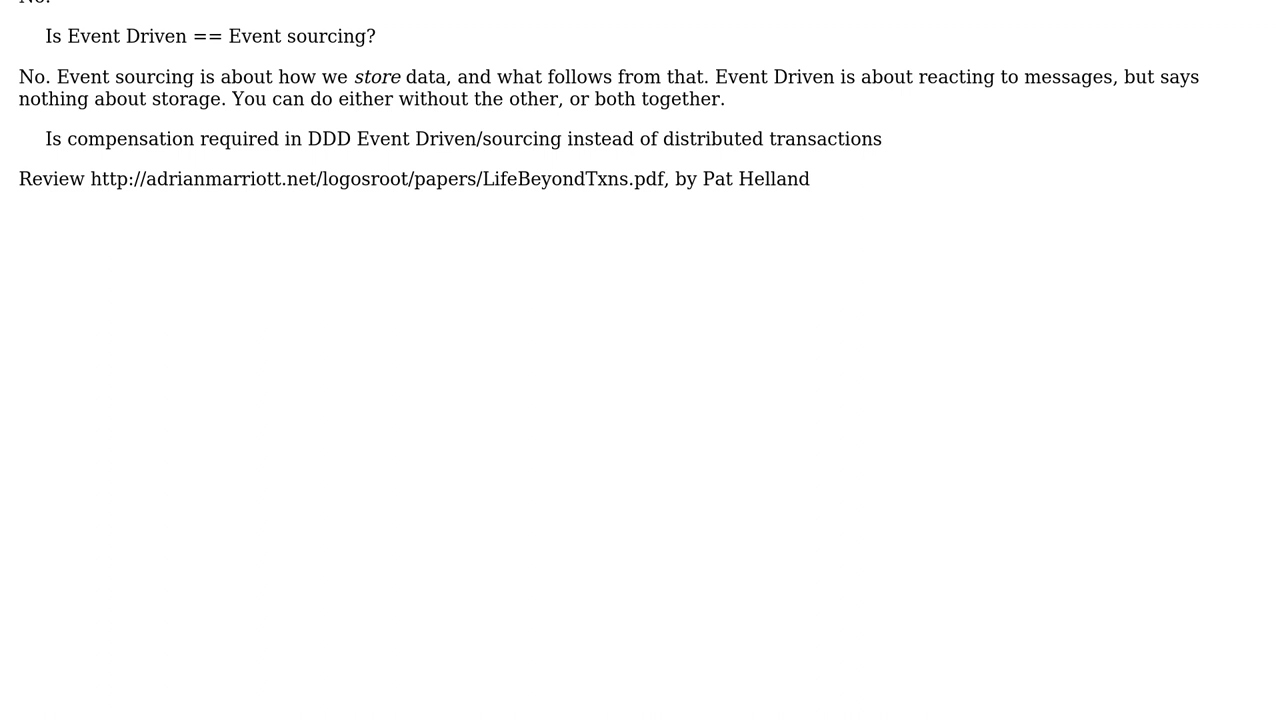 No.
Is Event Driven == Event sourcing?
No. Event sourcing is about how we store data, and what follows from that. Event Driven is about reacting to messages, but says
nothing about storage. You can do either without the other, or both together.
Is compensation required in DDD Event Driven/sourcing instead of distributed transactions
Review http://adrianmarriott.net/logosroot/papers/LifeBeyondTxns.pdf, by Pat Helland